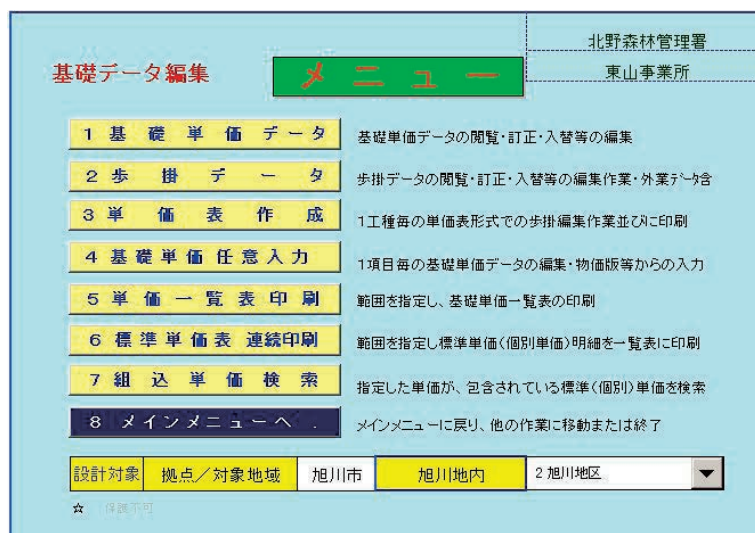 北野森林管理署
基礎データ編集 メニュー 東山事業所
1 基礎単価データ 基礎単価データの閲覧・訂正・入替等の編集
2 歩掛データ 歩掛データの閲覧・訂正・入替等の編集作業・外業データ含
3 単価表作成 1工種毎の単価表形式での歩掛編集作業並びに印刷
4 基礎単価任意入力 1項目毎の基礎単価データの編集・物価版等からの入力
5 単価一覧表印刷 範囲を指定し、基礎単価一覧表の印刷
6 標準単価表 連続印刷 範囲を指定し標準単価(個別単価)明細を一覧表に印刷
7 組込単価検索 指定した単価が、包含されている標準(個別)単価を検索
8 メインメニューへ . メインメニューに戻り、他の作業に移動または終了
設計対象 拠点/対象地域 旭川市 旭川地内 2 旭川地区
☆ 保護不可